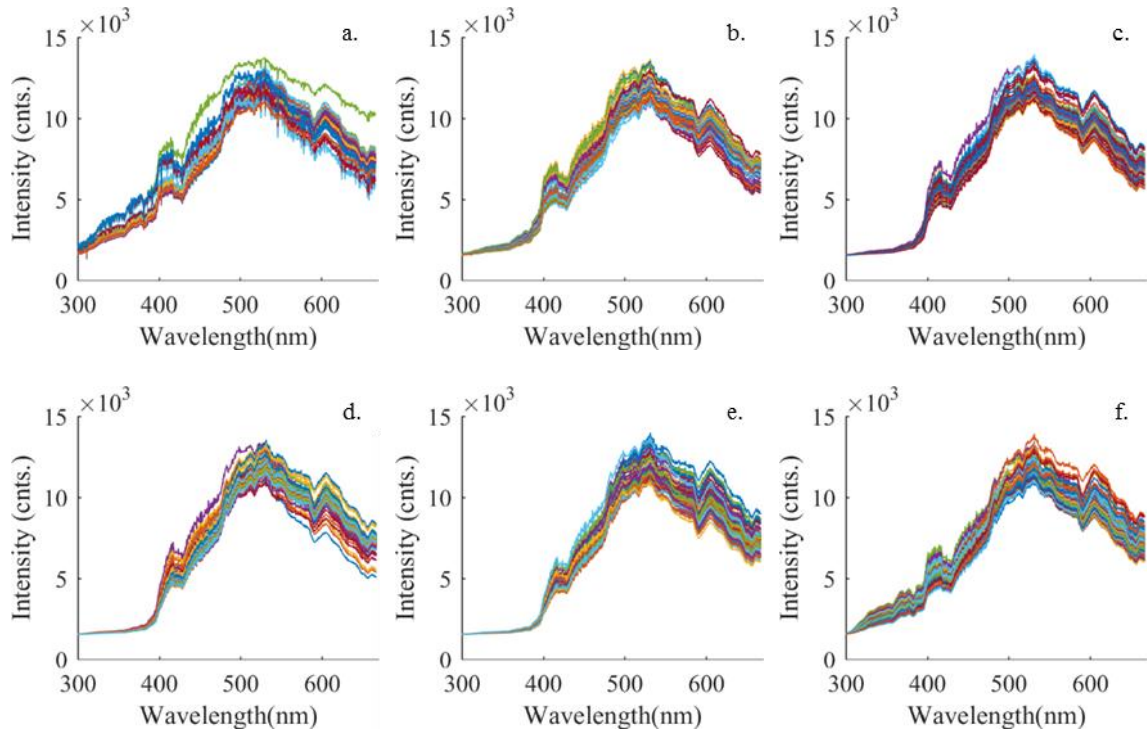 ×10³ a. ×10³ b. ×10³ c.
15 15 15
Intensity (cnts.) 10 Intensity (cnts.) 10 Intensity (cnts.) 10
5 5 5
0 0 0
300 400 500 600 300 400 500 600 300 400 500 600
Wavelength(nm) Wavelength(nm) Wavelength(nm)
×10³ d. ×10³ e. ×10³ f.
15 15 15
Intensity (cnts.) 10 Intensity (cnts.) 10 Intensity (cnts.) 10
5 5 5
0 0 0
300 400 500 600 300 400 500 600 300 400 500 600
Wavelength(nm) Wavelength(nm) Wavelength(nm)